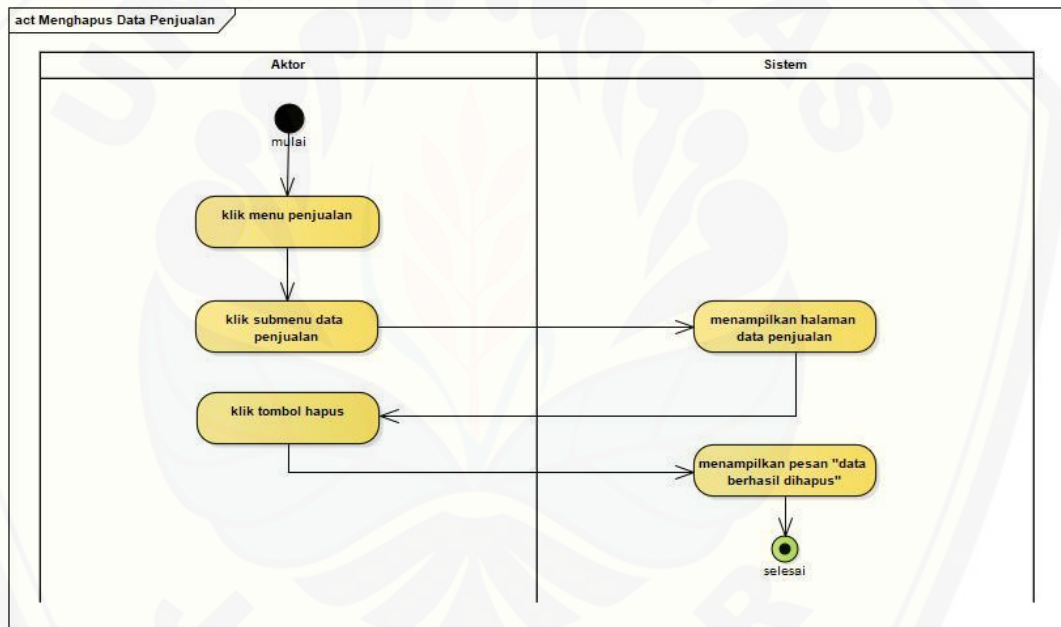 act Menghapus Data Penjualan
Aktor
Sistem
mulai
klik menu penjualan
klik submenu data
penjualan
menampilkan halaman
data penjualan
klik tombol hapus
menampilkan pesan "data
berhasil dihapus"
selesai